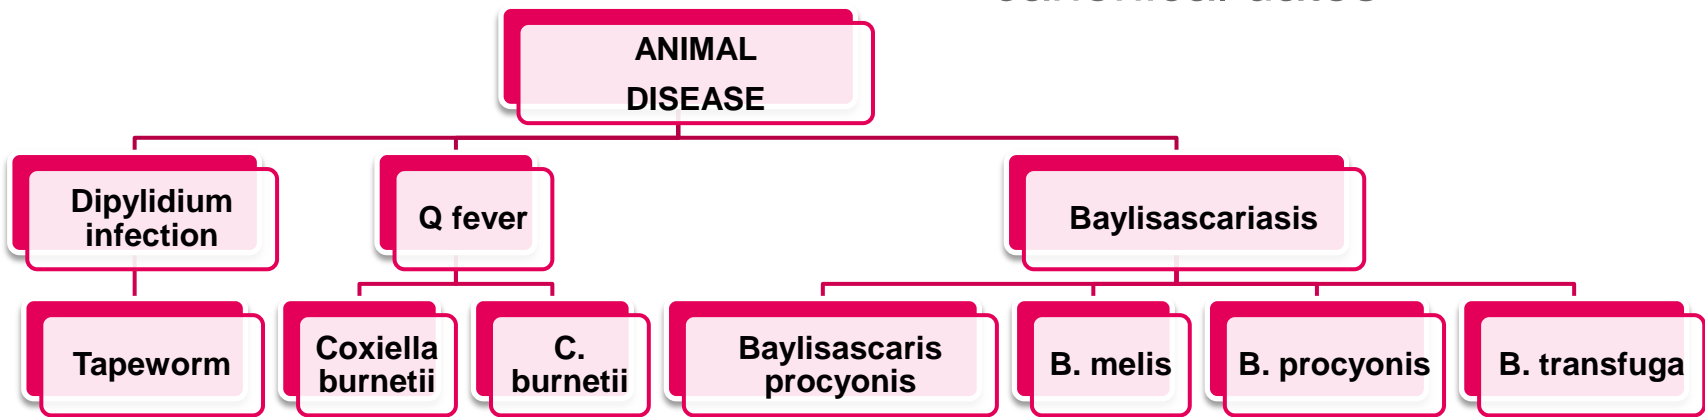 ANIMAL
DISEASE
Dipylidium
infection
Q fever
Baylisascariasis
Tapeworm
Coxiella
burnetii
C.
burnetii
Baylisascaris
procyonis
B. melis
B. procyonis
B. transfuga